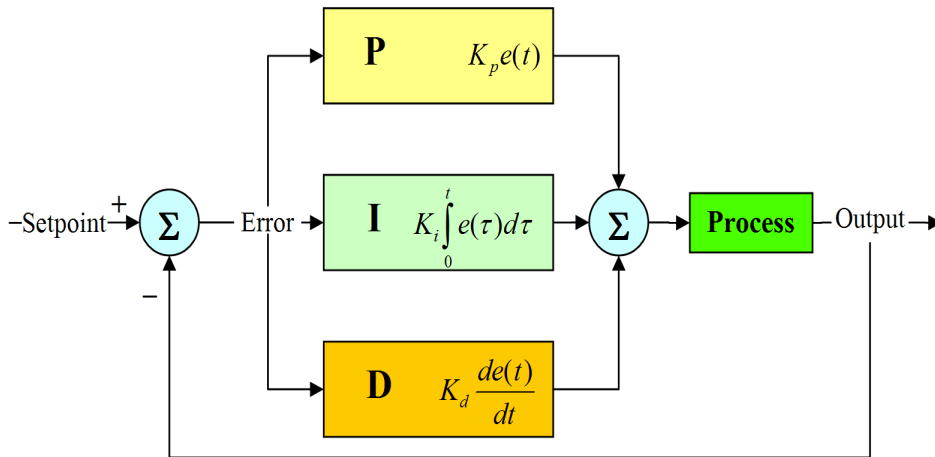 P K_p e(t)
Setpoint + Σ Error I K_i ∫_0^t e(τ)dτ Σ Process Output
−
D K_d de(t)/dt